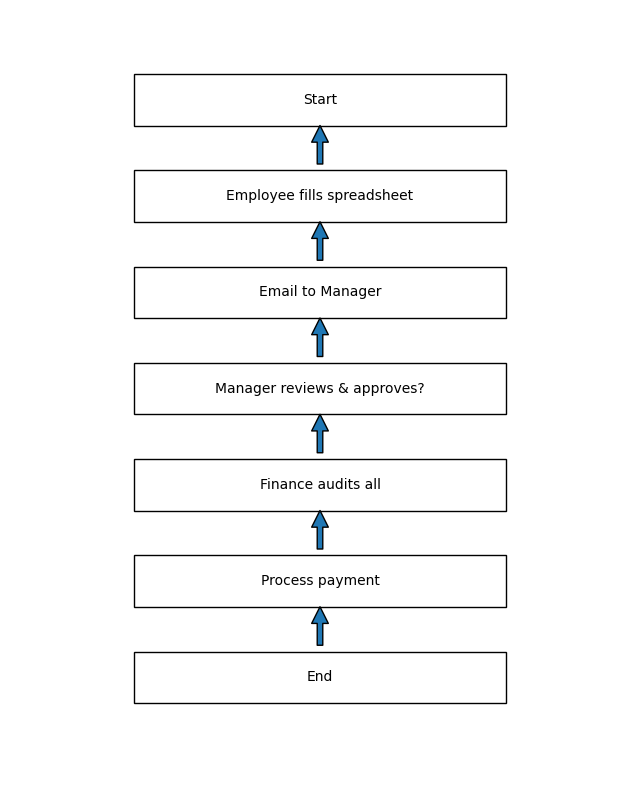 Start
Employee fills spreadsheet
Email to Manager
Manager reviews & approves?
Finance audits all
Process payment
End